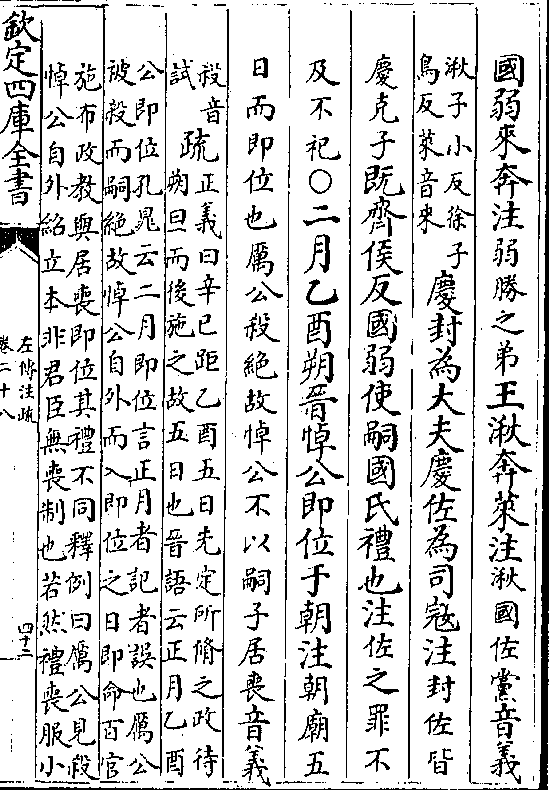 國弱來奔注弱勝之弟王湫奔萊注湫國佐黨音義
湫子小反徐子
鳥反萊音來
慶封為大夫慶佐為司寇注封佐皆
慶克子既齊侯反國弱使嗣國氏禮也注佐之罪不
及不祀○二月乙酉朔晉悼公即位于朝注朝廟五
日而即位也厲公殺絶故悼公不以嗣子居喪音義
殺音
試
疏
正義曰辛巳距乙酉五日先定所脩之政待
朔旦而後施之故五日也晉語云正月乙酉
公即位孔晁云二月即位言正月者記者誤也厲公
被殺而嗣絶故悼公自外而入即位之日即命百官
施布政教與居喪即位其禮不同釋例曰厲公見殺
悼公自外紹立本非君臣無喪制也若然禮喪服小
欽定四庫全書
左傳注疏
卷二十八
四十二